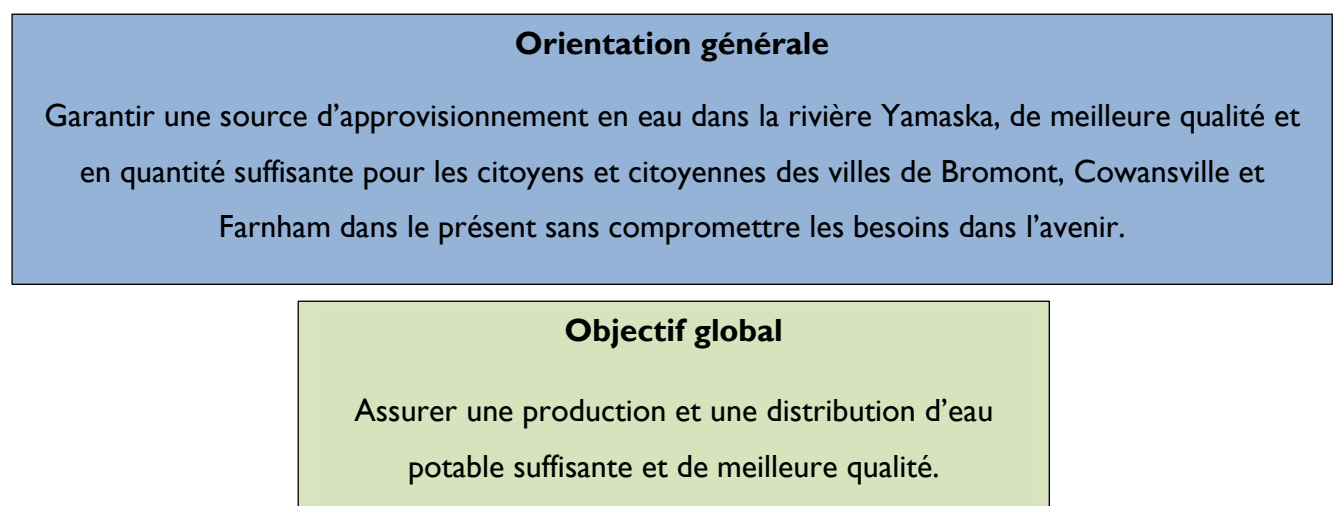 Orientation générale
Garantir une source d’approvisionnement en eau dans la rivière Yamaska, de meilleure qualité et
en quantité suffisante pour les citoyens et citoyennes des villes de Bromont, Cowansville et
Farnham dans le présent sans compromettre les besoins dans l’avenir.
Objectif global
Assurer une production et une distribution d’eau
potable suffisante et de meilleure qualité.